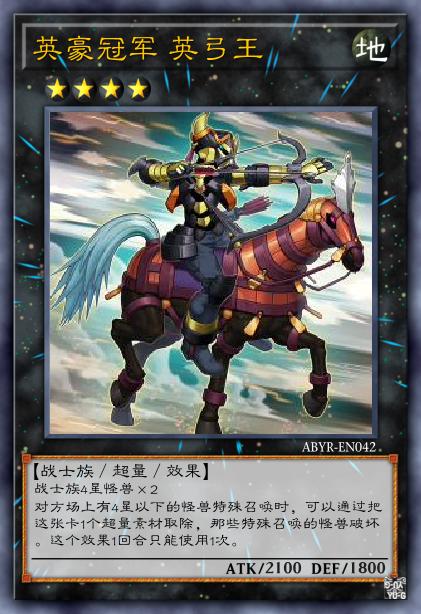 英豪冠军 英弓王
地
ABYR-EN042
【战士族／超量／效果】
战士族4星怪兽×2
对方场上有4星以下的怪兽特殊召唤时，可以通过把
这张卡1个超量素材取除，那些特殊召唤的怪兽破坏
。这个效果1回合只能使用1次。
ATK/2100 DEF/1800